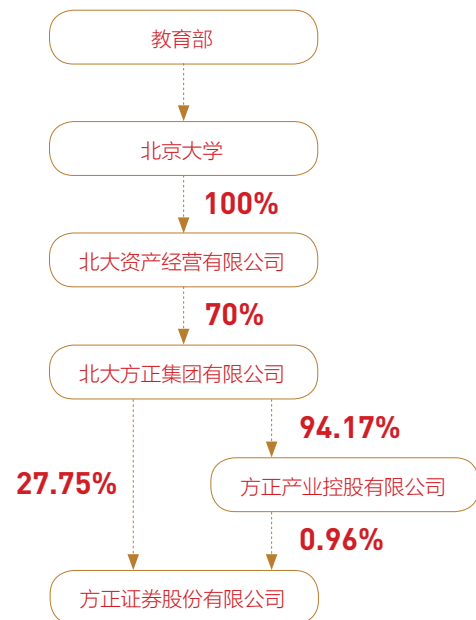 教育部
北京大学
100%
北大资产经营有限公司
70%
北大方正集团有限公司
94.17%
27.75%
方正产业控股有限公司
0.96%
方正证券股份有限公司